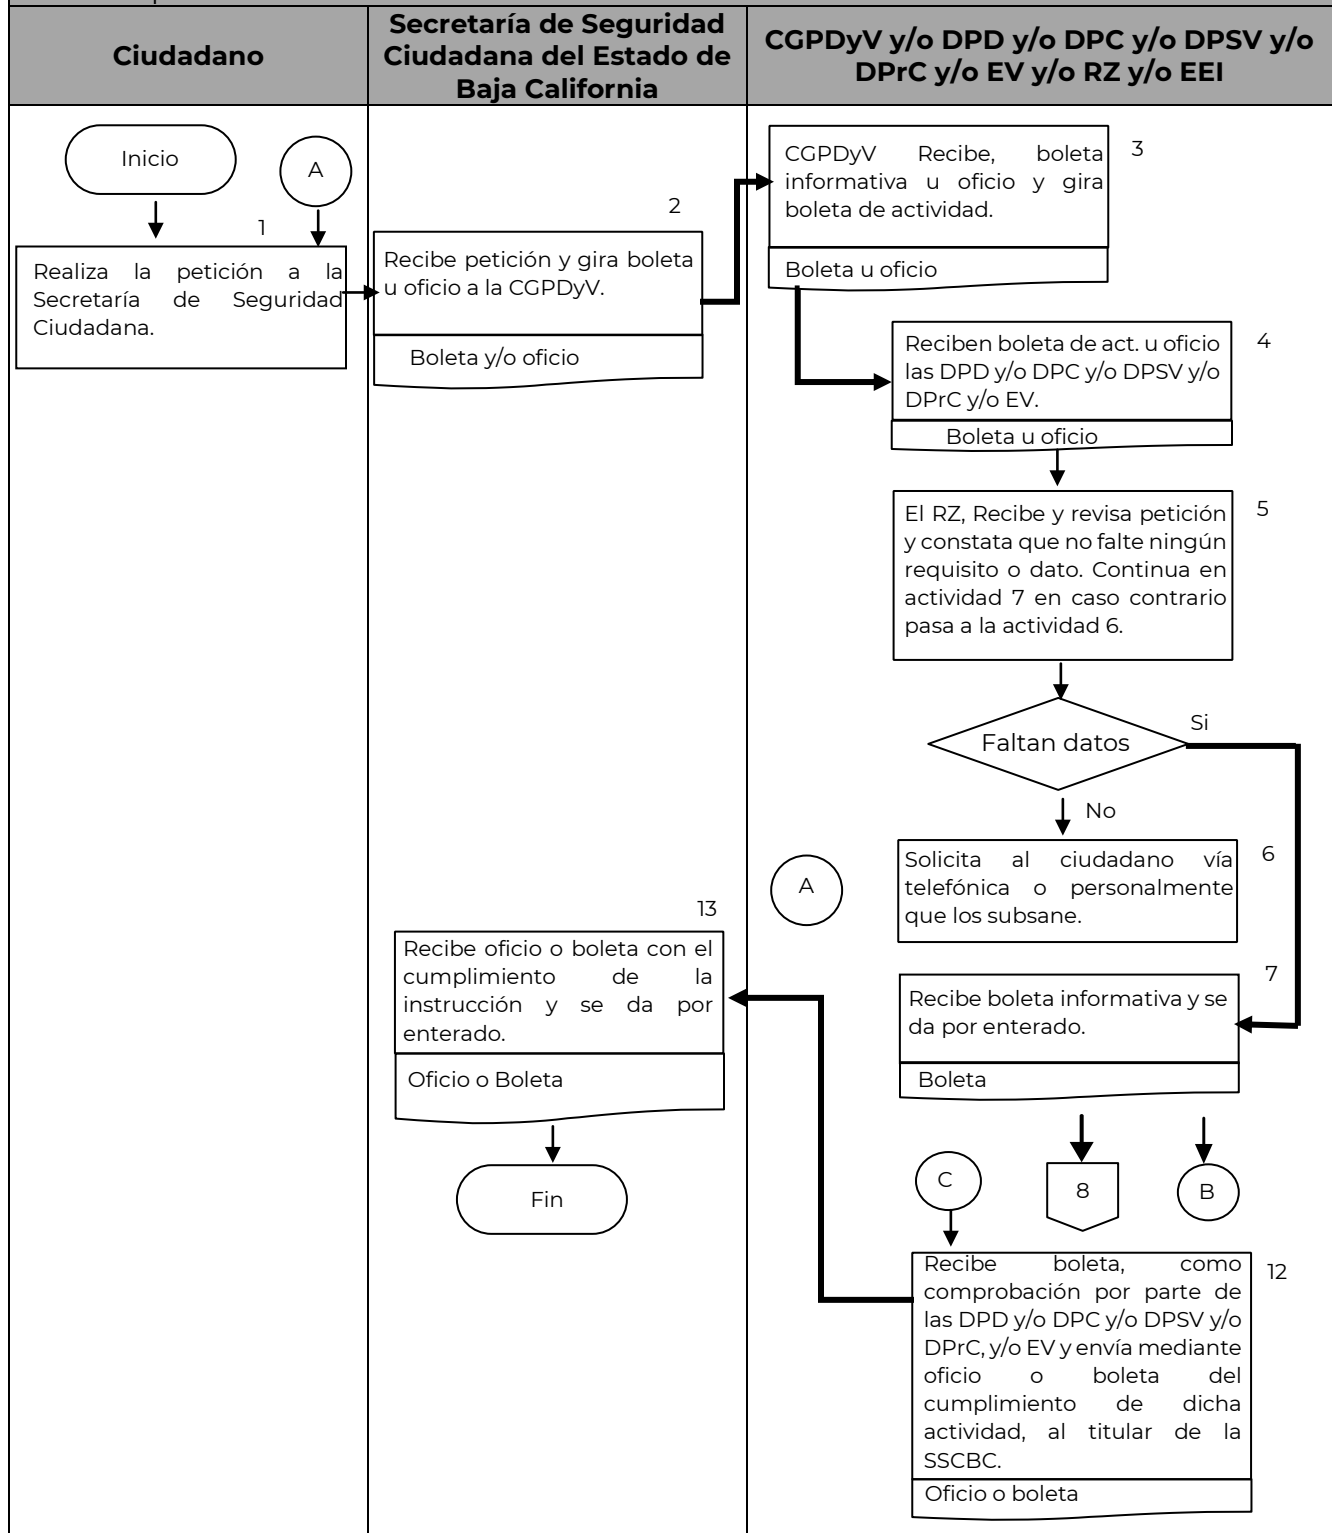 Ciudadano
Secretaría de Seguridad
Ciudadana del Estado de
Baja California
CGPDyV y/o DPD y/o DPC y/o DPSV y/o
DPrC y/o EV y/o RZ y/o EEI
Inicio
A
1
Realiza la petición a la
Secretaría de Seguridad
Ciudadana.
2
Recibe petición y gira boleta
u oficio a la CGPDyV.
Boleta y/o oficio
3
CGPDyV Recibe, boleta
informativa u oficio y gira
boleta de actividad.
Boleta u oficio
4
Reciben boleta de act. u oficio
las DPD y/o DPC y/o DPSV y/o
DPrC y/o EV.
Boleta u oficio
5
El RZ, Recibe y revisa petición
y constata que no falte ningún
requisito o dato. Continua en
actividad 7 en caso contrario
pasa a la actividad 6.
Faltan datos
Si
No
6
Solicita al ciudadano vía
telefónica o personalmente
que los subsane.
A
7
Recibe boleta informativa y se
da por enterado.
Boleta
C
8
B
12
Recibe boleta, como
comprobación por parte de
las DPD y/o DPC y/o DPSV y/o
DPrC, y/o EV y envía mediante
oficio o boleta del
cumplimiento de dicha
actividad, al titular de la
SSCBC.
Oficio o boleta
13
Recibe oficio o boleta con el
cumplimiento de la
instrucción y se da por
enterado.
Oficio o Boleta
Fin